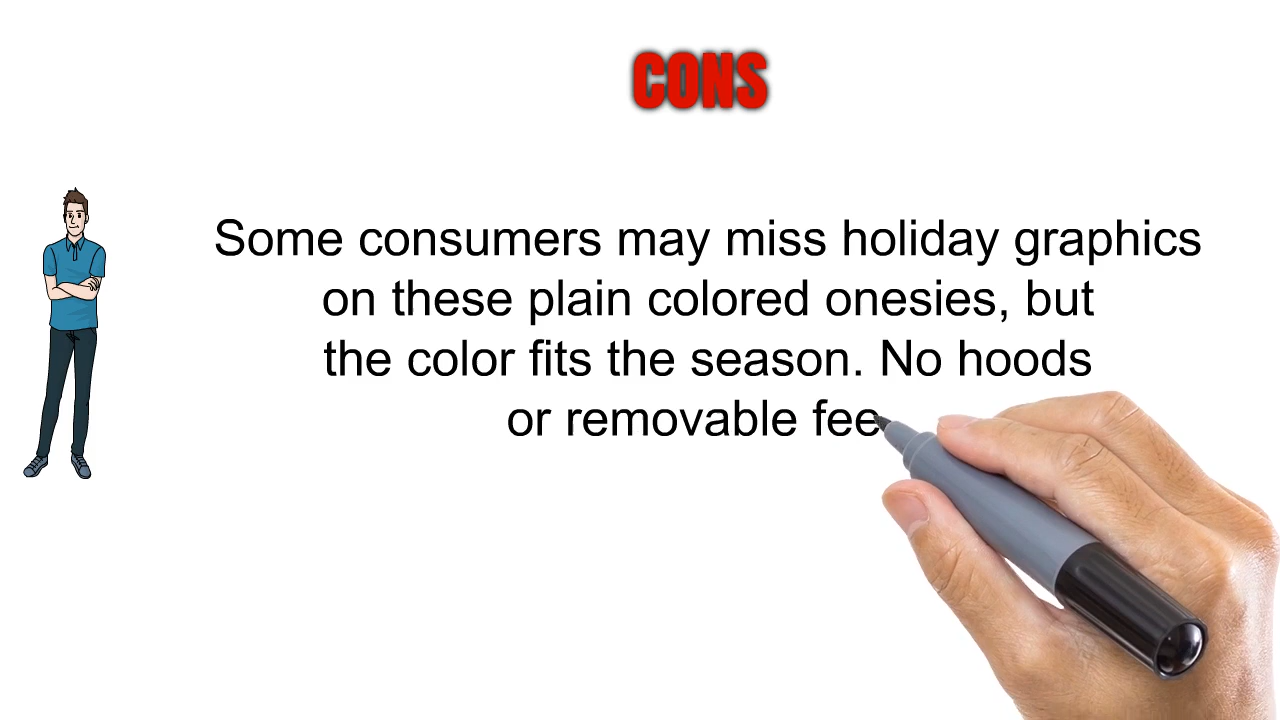 CONS
Some consumers may miss holiday graphics
on these plain colored onesies, but
the color fits the season. No hoods
or removable fee